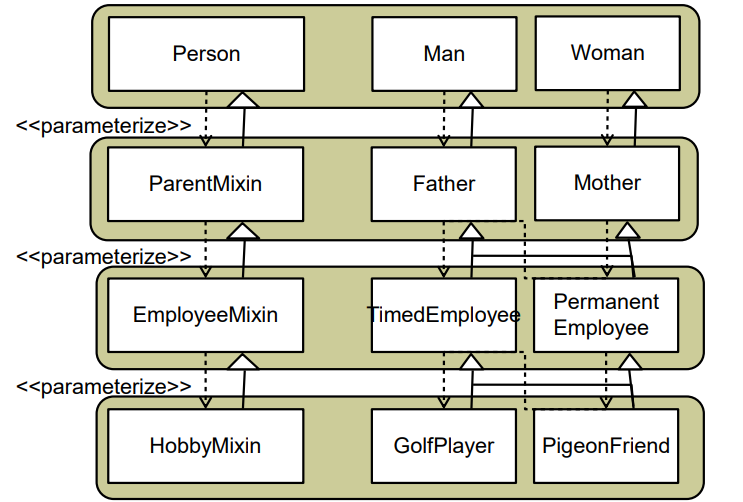 Person
Man
Woman
<<parameterize>>
ParentMixin
Father
Mother
<<parameterize>>
EmployeeMixin
TimedEmployee
Permanent
Employee
<<parameterize>>
HobbyMixin
GolfPlayer
PigeonFriend